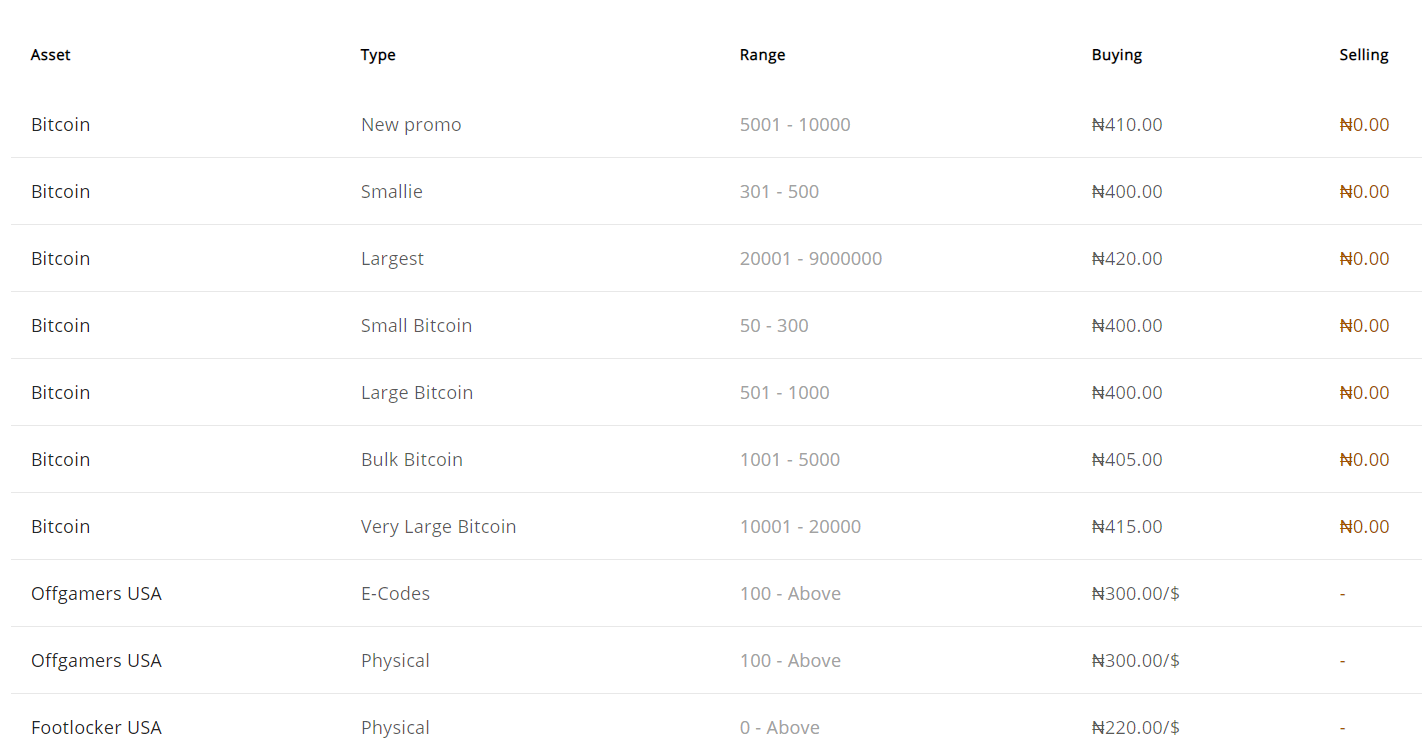 Asset Type Range Buying Selling
Bitcoin New promo 5001 - 10000 ₦410.00 ₦0.00
Bitcoin Smallie 301 - 500 ₦400.00 ₦0.00
Bitcoin Largest 20001 - 9000000 ₦420.00 ₦0.00
Bitcoin Small Bitcoin 50 - 300 ₦400.00 ₦0.00
Bitcoin Large Bitcoin 501 - 1000 ₦400.00 ₦0.00
Bitcoin Bulk Bitcoin 1001 - 5000 ₦405.00 ₦0.00
Bitcoin Very Large Bitcoin 10001 - 20000 ₦415.00 ₦0.00
Offgamers USA E-Codes 100 - Above ₦300.00/$ -
Offgamers USA Physical 100 - Above ₦300.00/$ -
Footlocker USA Physical 0 - Above ₦220.00/$ -